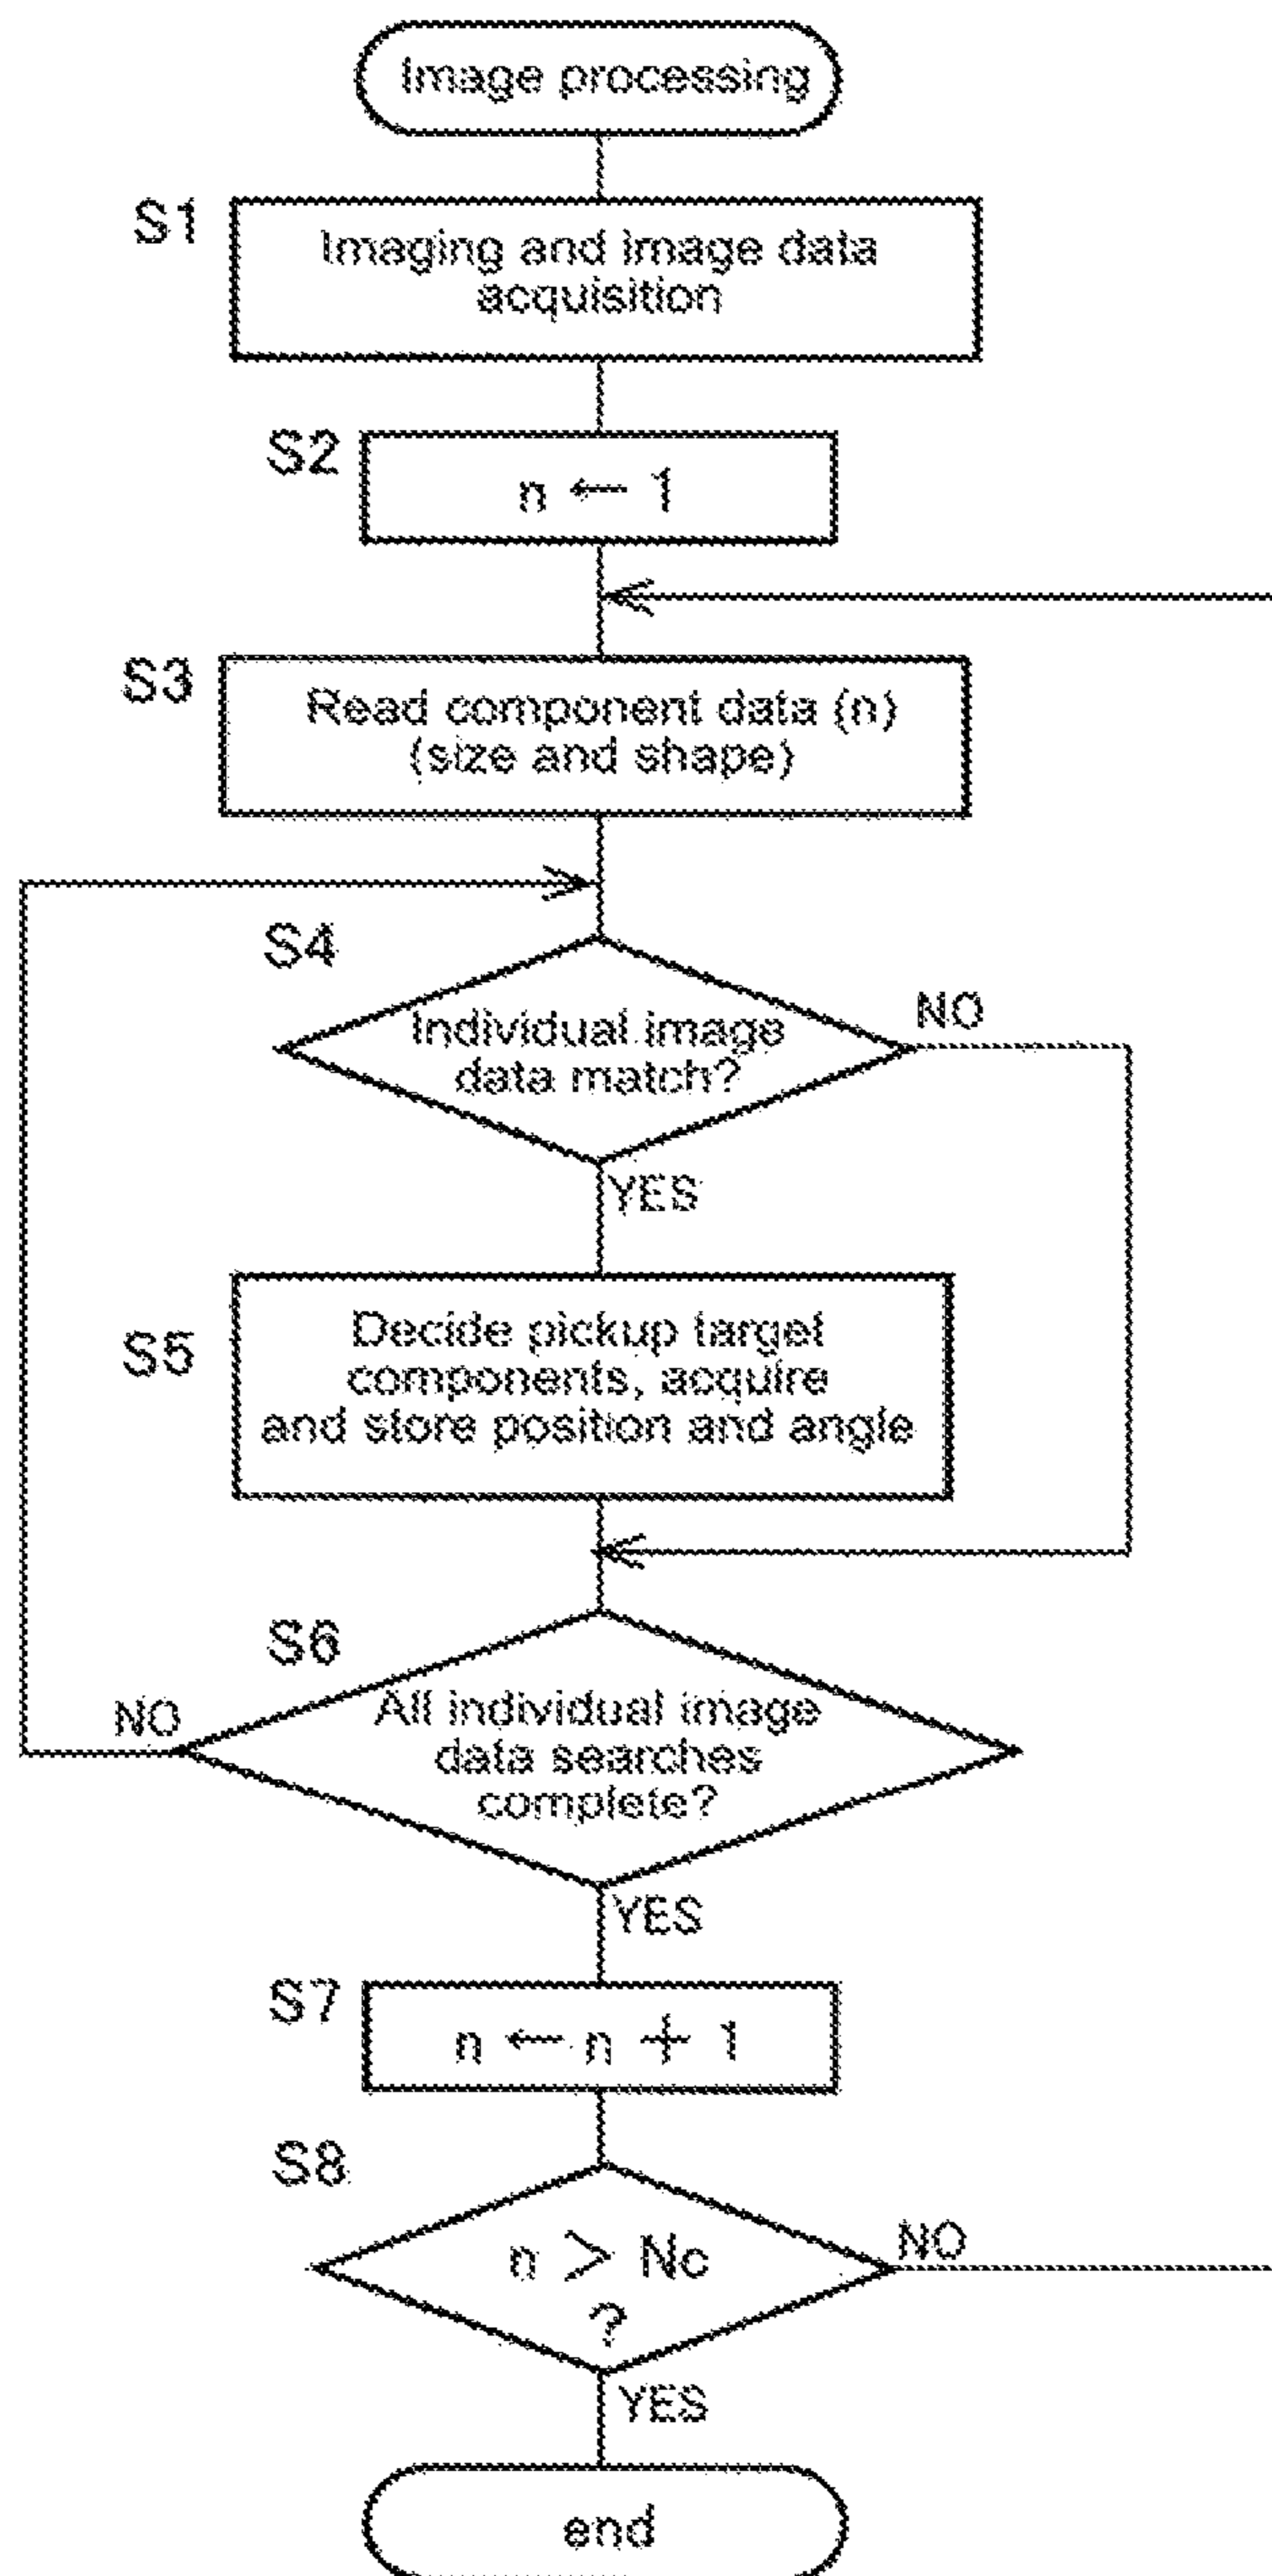 Image processing
S1
Imaging and image data
acquisition
S2
n ← 1
S3
Read component data (n)
(size and shape)
S4
Individual image
data match?
NO
YES
S5
Decide pickup target
components, acquire
and store position and angle
S6
All individual image
data searches
complete?
NO
YES
S7
n ← n + 1
S8
n > Nc
?
NO
YES
end